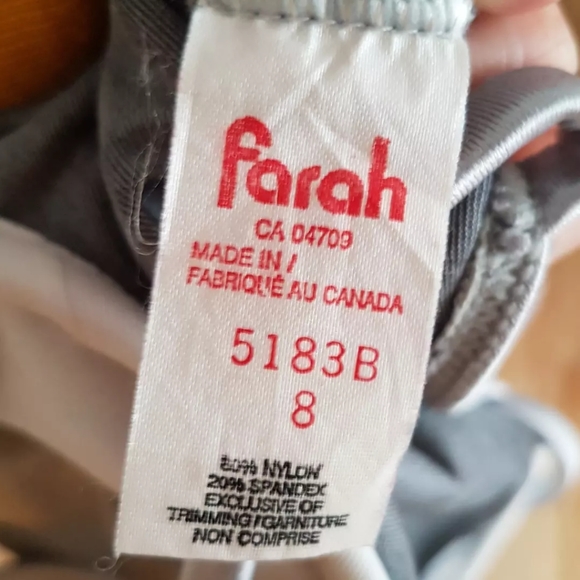 farah
CA 04709
MADE IN /
FABRIQUÉ AU CANADA
5183B
8
80% NYLON
20% SPANDEX
EXCLUSIVE OF
TRIMMING/GARNITURE
NON COMPRISE